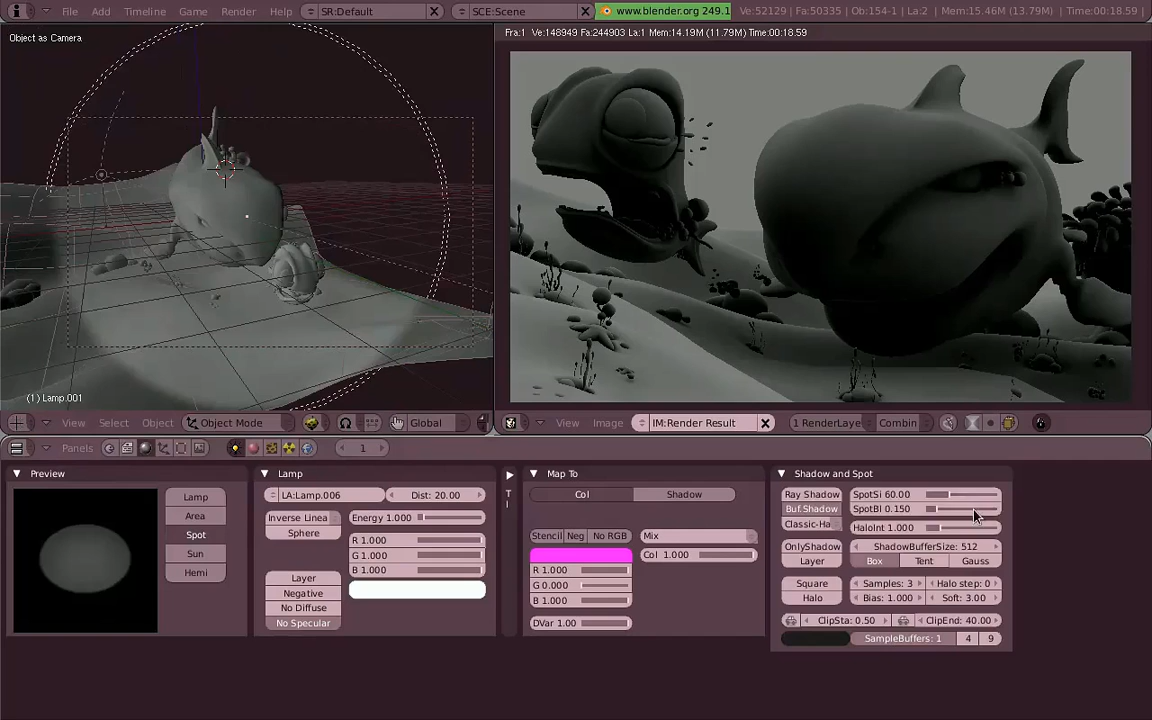 File Add Timeline Game Render Help SR:Default SCE:Scene www.blender.org 249.1 Ve:52129 | Fa:50335 | Ob:154-1 | La:2 | Mem:15.46M (13.79M) | Time:00:18.59
Object as Camera
Fra:1 Ve:148949 Fa:244903 La:1 Mem:14.19M (11.79M) Time:00:18.59
(1) Lamp.001
View Select Object Object Mode Global
View Image IM:Render Result 1 RenderLaye Combin
Panels 1
Preview
Lamp
Area
Spot
Sun
Hemi
Lamp
LA:Lamp.006 Dist: 20.00
Inverse Linea Energy 1.000
Sphere
R 1.000
G 1.000
B 1.000
Layer
Negative
No Diffuse
No Specular
T
Map To
Col Shadow
Stencil Neg No RGB Mix
Col 1.000
R 1.000
G 0.000
B 1.000
DVar 1.00
Shadow and Spot
Ray Shadow SpotSi 60.00
Buf.Shadow SpotBl 0.150
Classic-Ha HaloInt 1.000
OnlyShadow ShadowBufferSize: 512
Layer Box Tent Gauss
Square Samples: 3 Halo step: 0
Halo Bias: 1.000 Soft: 3.00
ClipSta: 0.50 ClipEnd: 40.00
SampleBuffers: 1 4 9